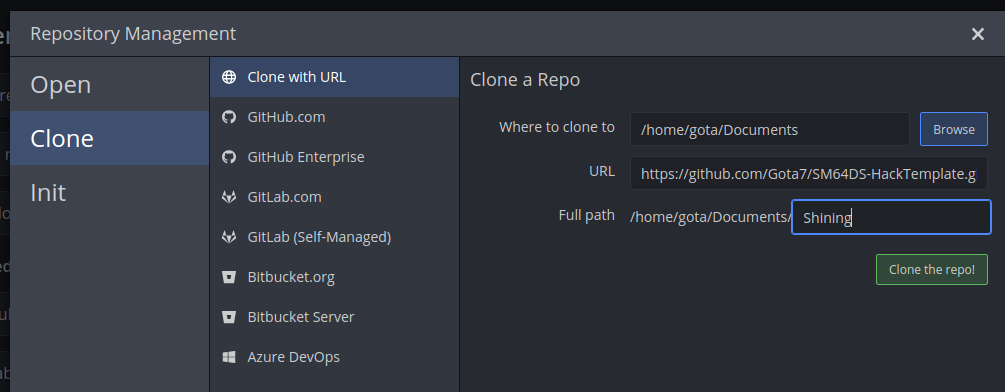 Repository Management
Open
Clone
Init
Clone with URL
GitHub.com
GitHub Enterprise
GitLab.com
GitLab (Self-Managed)
Bitbucket.org
Bitbucket Server
Azure DevOps
Clone a Repo
Where to clone to /home/gota/Documents Browse
URL https://github.com/Gota7/SM64DS-HackTemplate.g
Full path /home/gota/Documents/ Shining
Clone the repo!